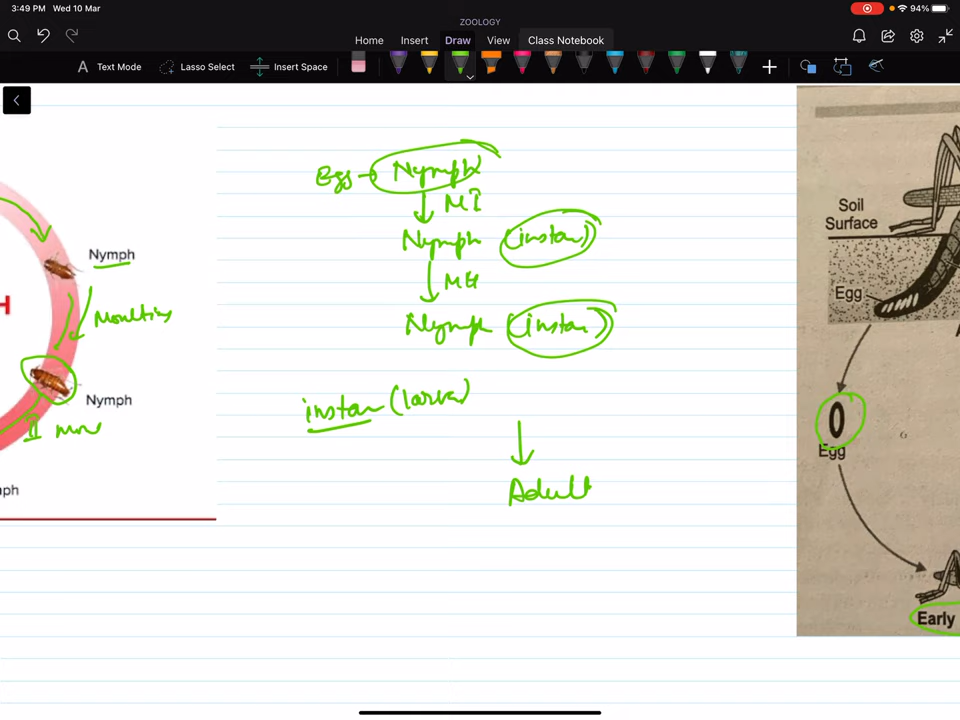 3:49 PM Wed 10 Mar
94%
ZOOLOGY
Home Insert Draw View Class Notebook
A Text Mode Lasso Select Insert Space
Egg → Nymph
MI
Nymph (instar)
MII
Nymph (instar)
instar (larva)
Adult
Nymph
Moulting
Nymph
II
ph
H
Soil
Surface
Egg
Egg
Early